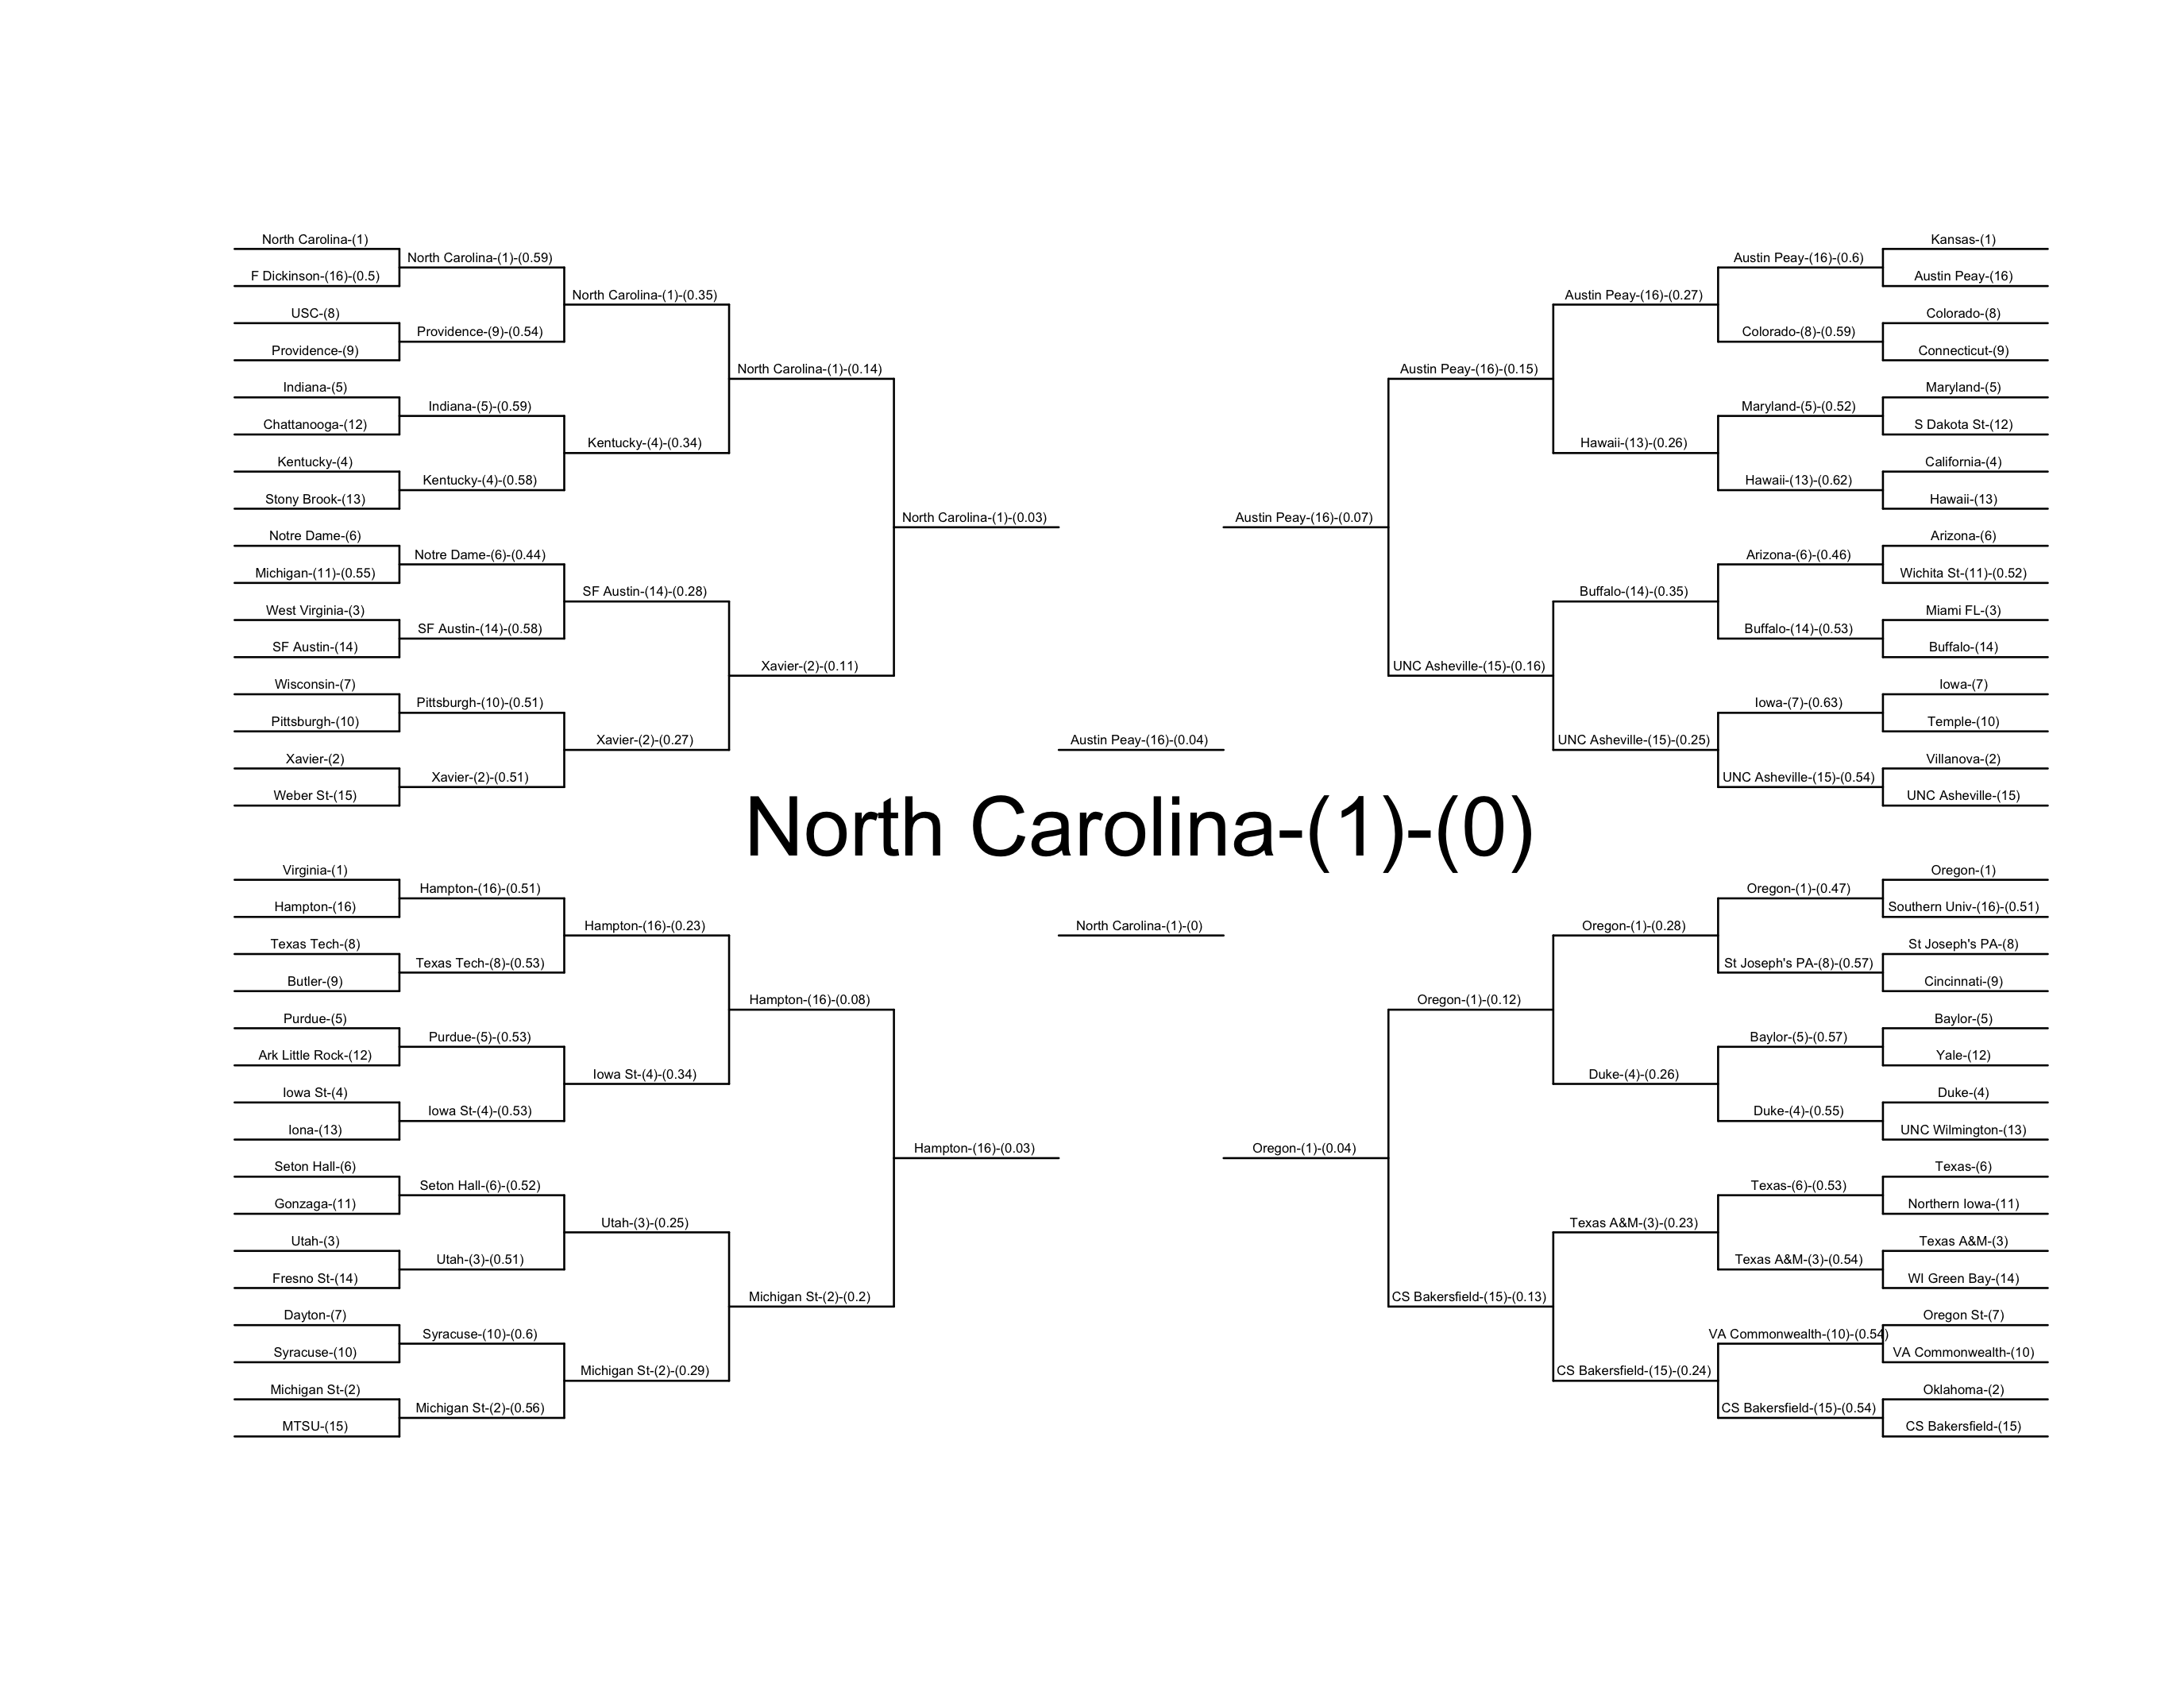 North Carolina-(1)
F Dickinson-(16)-(0.5)
USC-(8)
Providence-(9)
Indiana-(5)
Chattanooga-(12)
Kentucky-(4)
Stony Brook-(13)
Notre Dame-(6)
Michigan-(11)-(0.55)
West Virginia-(3)
SF Austin-(14)
Wisconsin-(7)
Pittsburgh-(10)
Xavier-(2)
Weber St-(15)
Virginia-(1)
Hampton-(16)
Texas Tech-(8)
Butler-(9)
Purdue-(5)
Ark Little Rock-(12)
Iowa St-(4)
Iona-(13)
Seton Hall-(6)
Gonzaga-(11)
Utah-(3)
Fresno St-(14)
Dayton-(7)
Syracuse-(10)
Michigan St-(2)
MTSU-(15)
North Carolina-(1)-(0.59)
Providence-(9)-(0.54)
Indiana-(5)-(0.59)
Kentucky-(4)-(0.58)
Notre Dame-(6)-(0.44)
SF Austin-(14)-(0.58)
Pittsburgh-(10)-(0.51)
Xavier-(2)-(0.51)
Hampton-(16)-(0.51)
Texas Tech-(8)-(0.53)
Purdue-(5)-(0.53)
Iowa St-(4)-(0.53)
Seton Hall-(6)-(0.52)
Utah-(3)-(0.51)
Syracuse-(10)-(0.6)
Michigan St-(2)-(0.56)
North Carolina-(1)-(0.35)
Kentucky-(4)-(0.34)
SF Austin-(14)-(0.28)
Xavier-(2)-(0.27)
Hampton-(16)-(0.23)
Iowa St-(4)-(0.34)
Utah-(3)-(0.25)
Michigan St-(2)-(0.29)
North Carolina-(1)-(0.14)
Xavier-(2)-(0.11)
Hampton-(16)-(0.08)
Michigan St-(2)-(0.2)
North Carolina-(1)-(0.03)
Hampton-(16)-(0.03)
Austin Peay-(16)-(0.04)
North Carolina-(1)-(0)
North Carolina-(1)-(0)
Austin Peay-(16)-(0.07)
Oregon-(1)-(0.04)
Austin Peay-(16)-(0.15)
UNC Asheville-(15)-(0.16)
Oregon-(1)-(0.12)
CS Bakersfield-(15)-(0.13)
Austin Peay-(16)-(0.27)
Hawaii-(13)-(0.26)
Buffalo-(14)-(0.35)
UNC Asheville-(15)-(0.25)
Oregon-(1)-(0.28)
Duke-(4)-(0.26)
Texas A&M-(3)-(0.23)
CS Bakersfield-(15)-(0.24)
Austin Peay-(16)-(0.6)
Colorado-(8)-(0.59)
Maryland-(5)-(0.52)
Hawaii-(13)-(0.62)
Arizona-(6)-(0.46)
Buffalo-(14)-(0.53)
Iowa-(7)-(0.63)
UNC Asheville-(15)-(0.54)
Oregon-(1)-(0.47)
St Joseph's PA-(8)-(0.57)
Baylor-(5)-(0.57)
Duke-(4)-(0.55)
Texas-(6)-(0.53)
Texas A&M-(3)-(0.54)
VA Commonwealth-(10)-(0.54)
CS Bakersfield-(15)-(0.54)
Kansas-(1)
Austin Peay-(16)
Colorado-(8)
Connecticut-(9)
Maryland-(5)
S Dakota St-(12)
California-(4)
Hawaii-(13)
Arizona-(6)
Wichita St-(11)-(0.52)
Miami FL-(3)
Buffalo-(14)
Iowa-(7)
Temple-(10)
Villanova-(2)
UNC Asheville-(15)
Oregon-(1)
Southern Univ-(16)-(0.51)
St Joseph's PA-(8)
Cincinnati-(9)
Baylor-(5)
Yale-(12)
Duke-(4)
UNC Wilmington-(13)
Texas-(6)
Northern Iowa-(11)
Texas A&M-(3)
WI Green Bay-(14)
Oregon St-(7)
VA Commonwealth-(10)
Oklahoma-(2)
CS Bakersfield-(15)